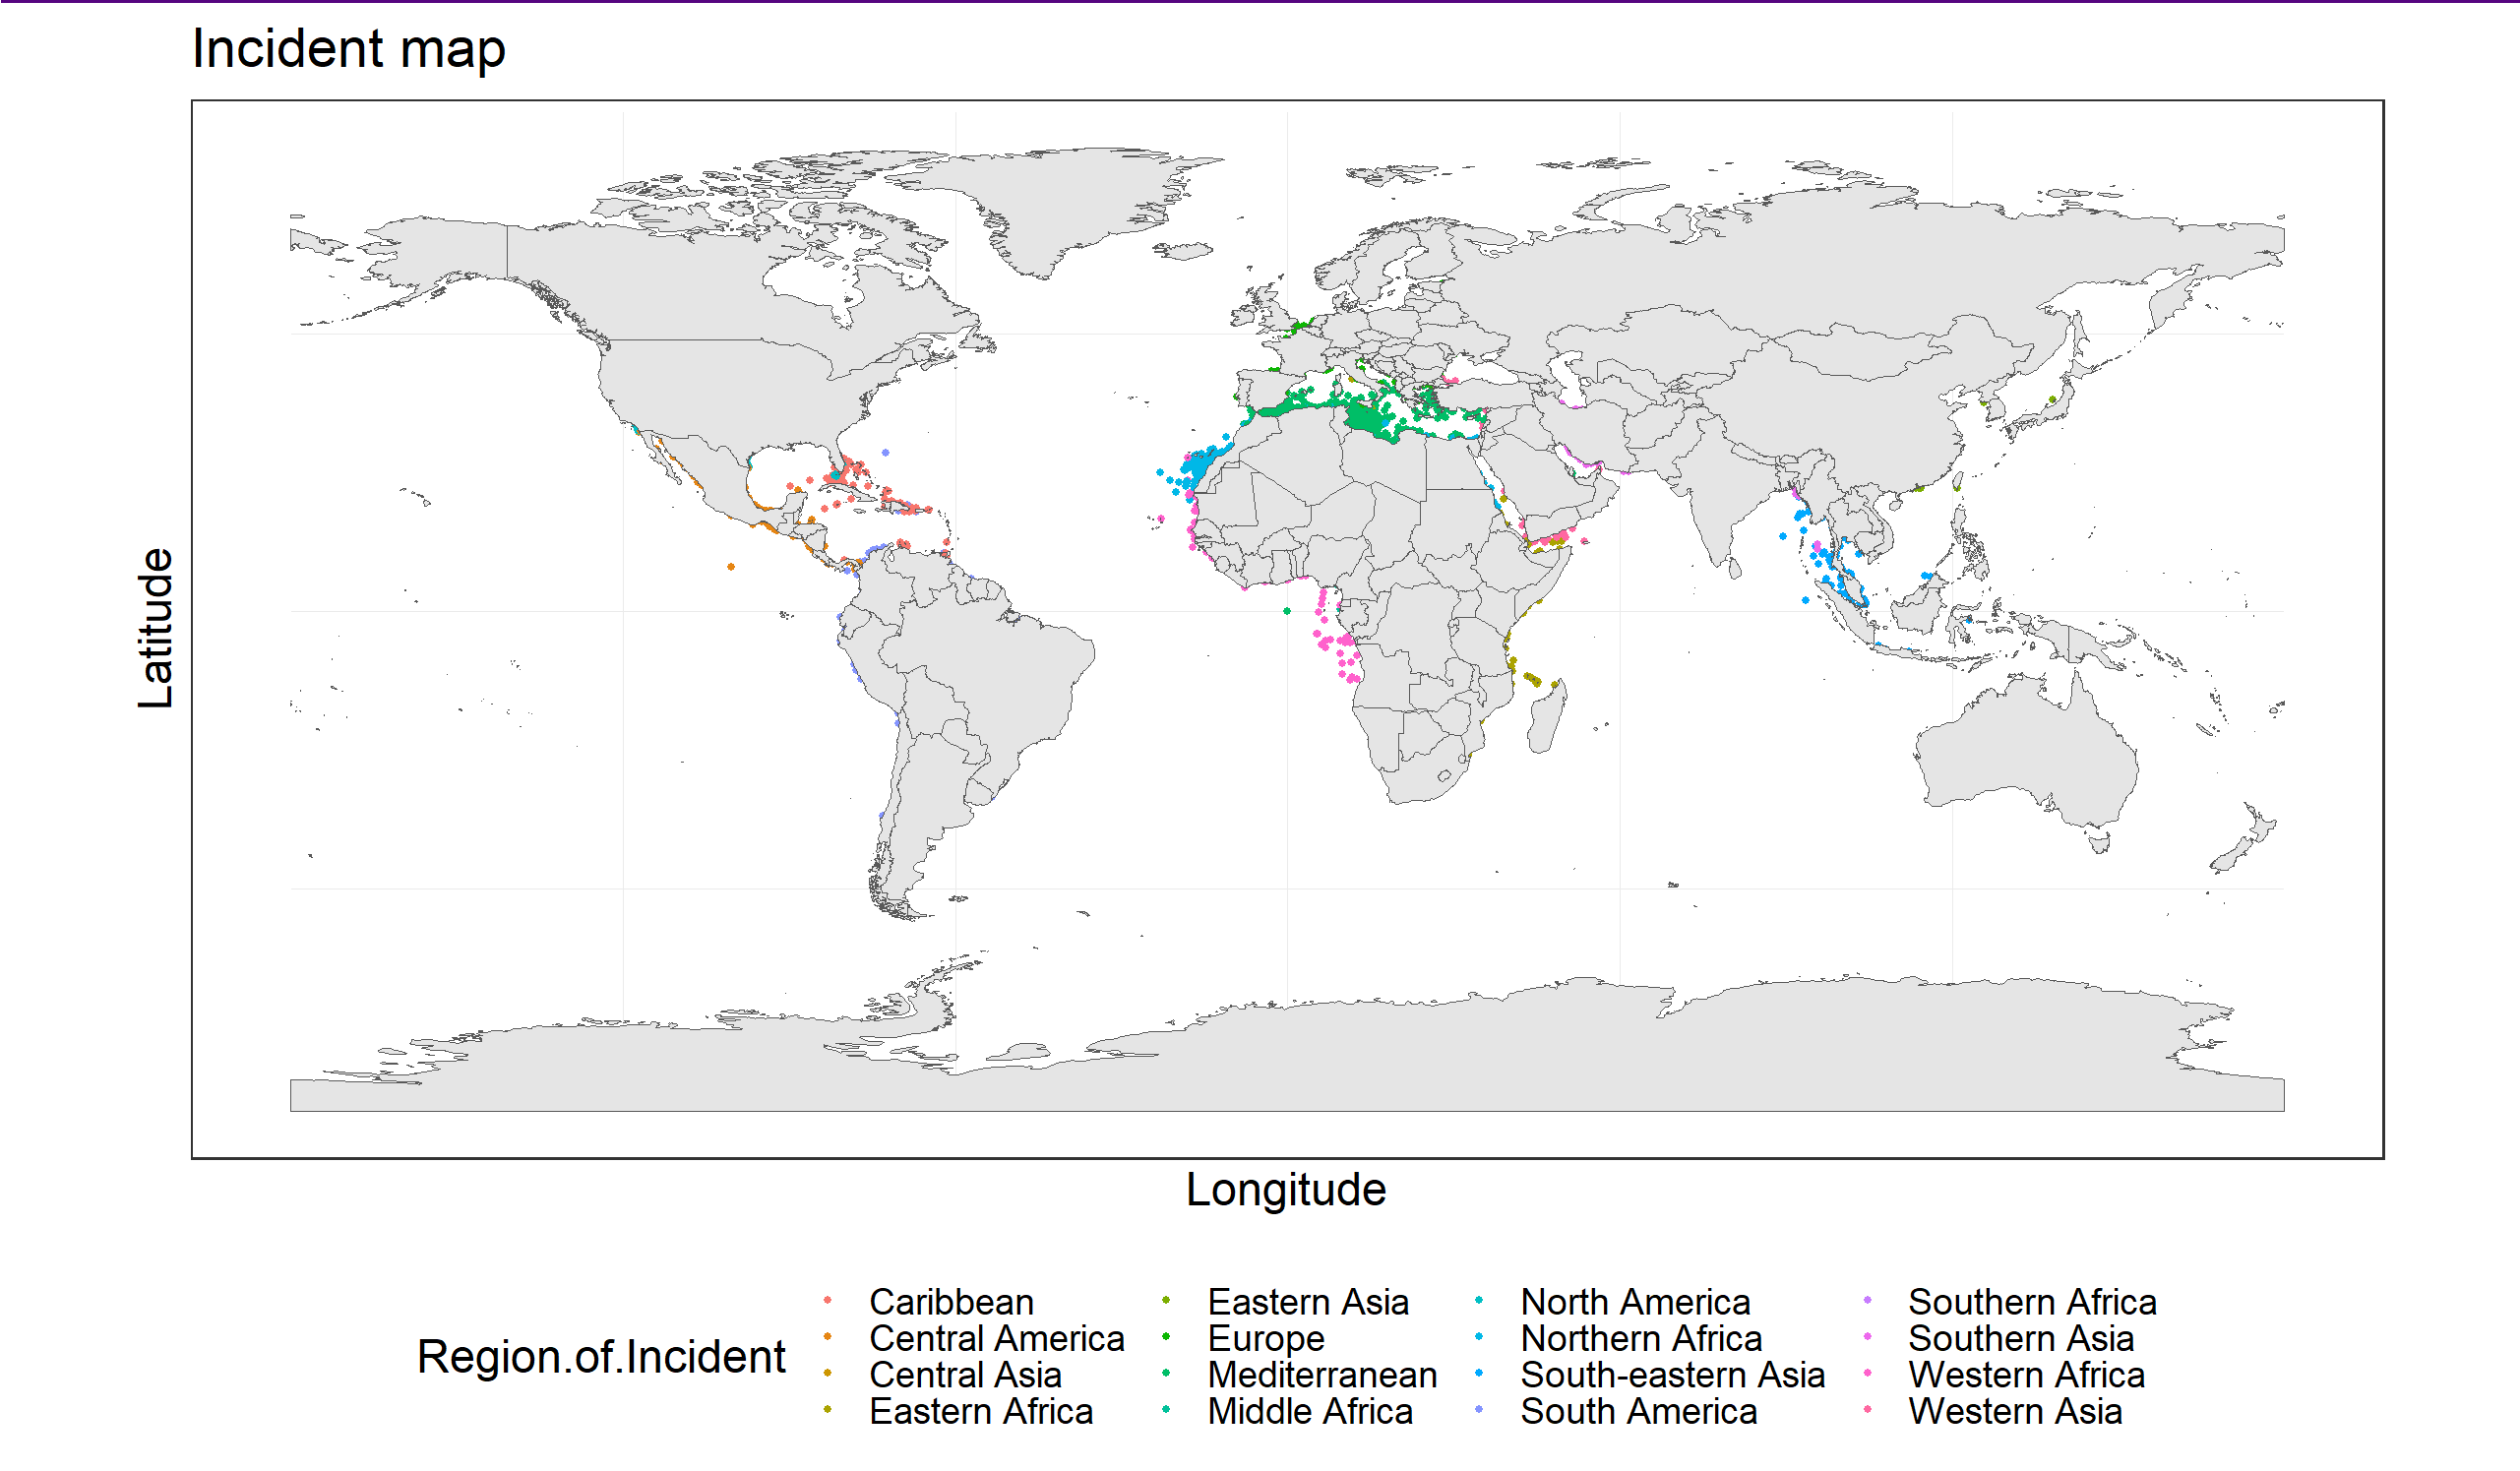 Incident map
Latitude
Longitude
Region.of.Incident
Caribbean
Central America
Central Asia
Eastern Africa
Eastern Asia
Europe
Mediterranean
Middle Africa
North America
Northern Africa
South-eastern Asia
South America
Southern Africa
Southern Asia
Western Africa
Western Asia